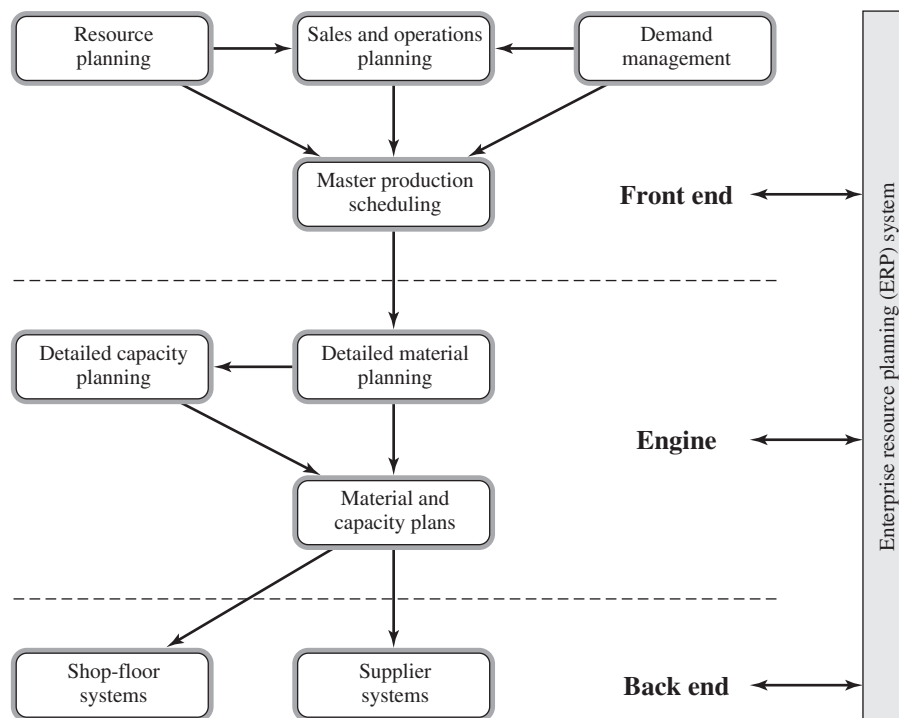 Resource
planning
Sales and operations
planning
Demand
management
Master production
scheduling
Front end
Detailed capacity
planning
Detailed material
planning
Engine
Material and
capacity plans
Shop-floor
systems
Supplier
systems
Back end
Enterprise resource planning (ERP) system